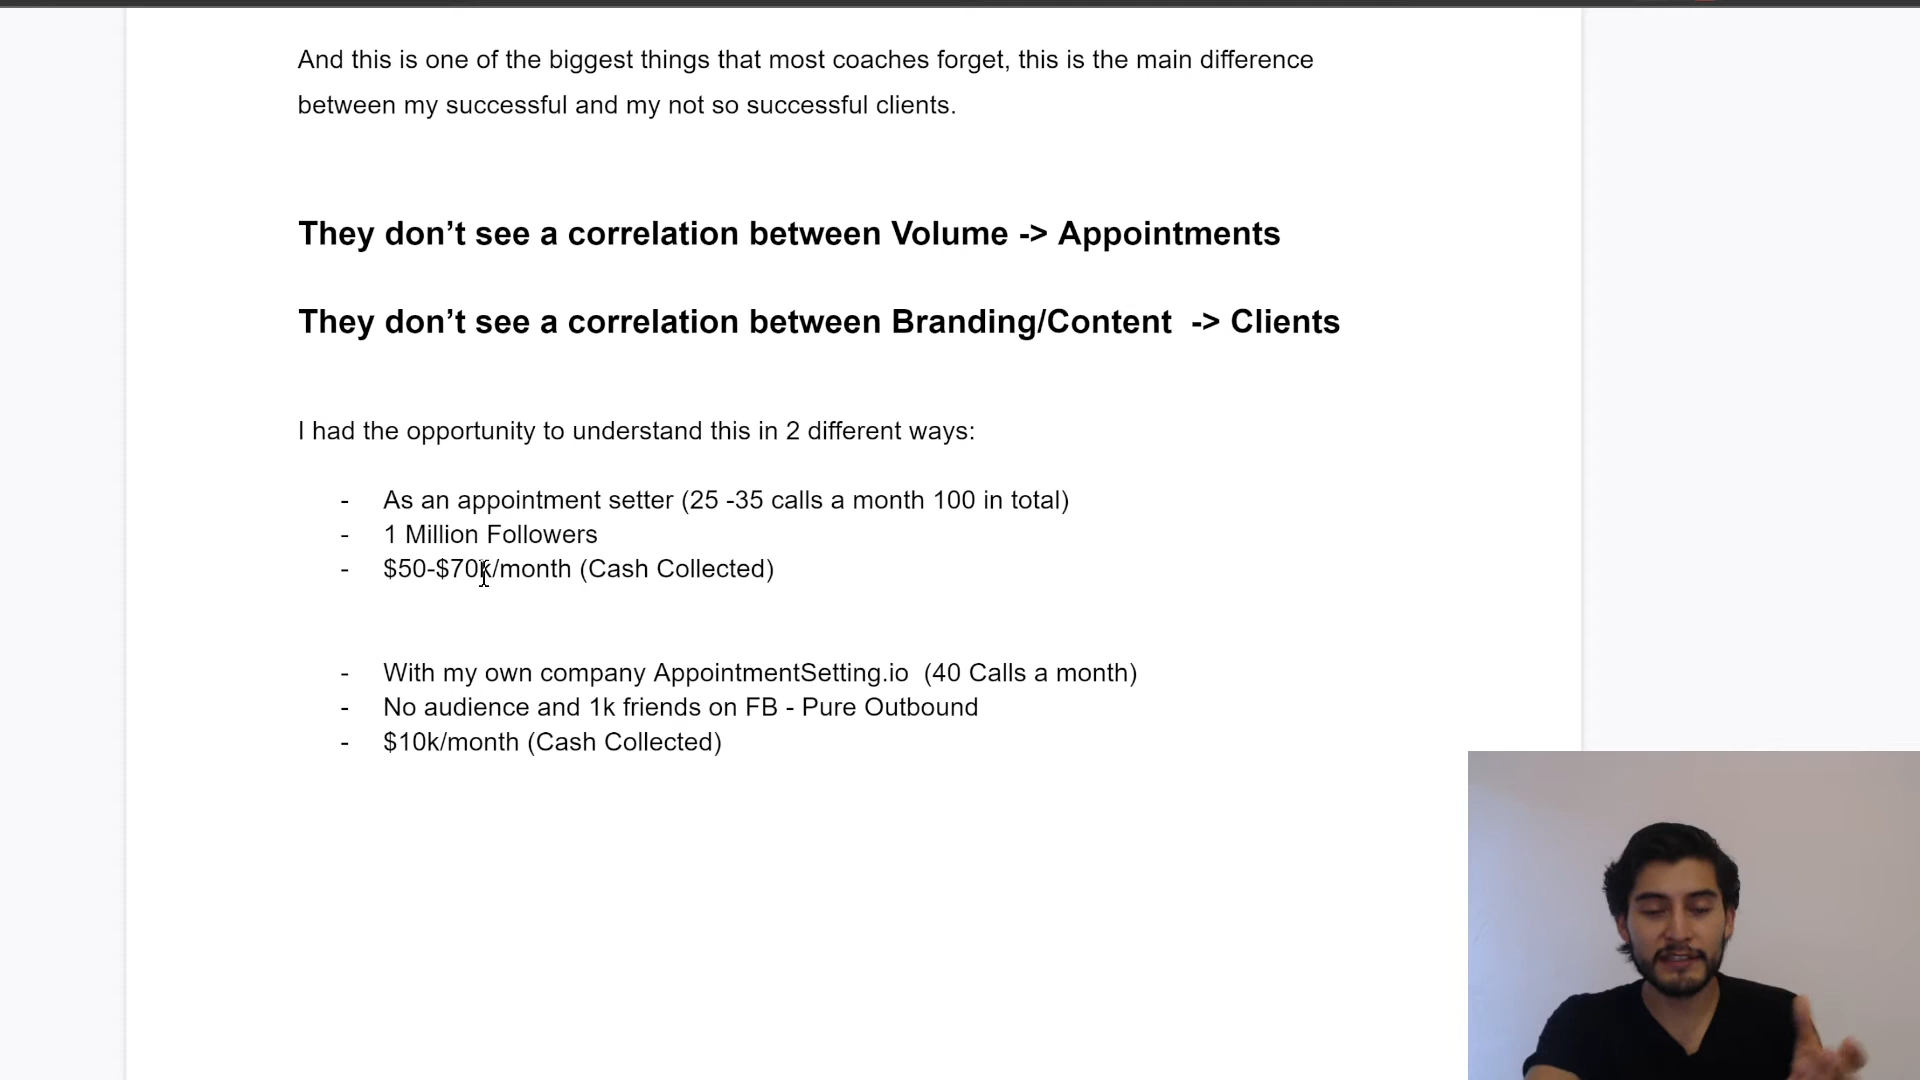 And this is one of the biggest things that most coaches forget, this is the main difference
between my successful and my not so successful clients.
They don’t see a correlation between Volume -> Appointments
They don’t see a correlation between Branding/Content  -> Clients
I had the opportunity to understand this in 2 different ways:
- As an appointment setter (25 -35 calls a month 100 in total)
- 1 Million Followers
- $50-$70k/month (Cash Collected)
- With my own company AppointmentSetting.io  (40 Calls a month)
- No audience and 1k friends on FB - Pure Outbound
- $10k/month (Cash Collected)